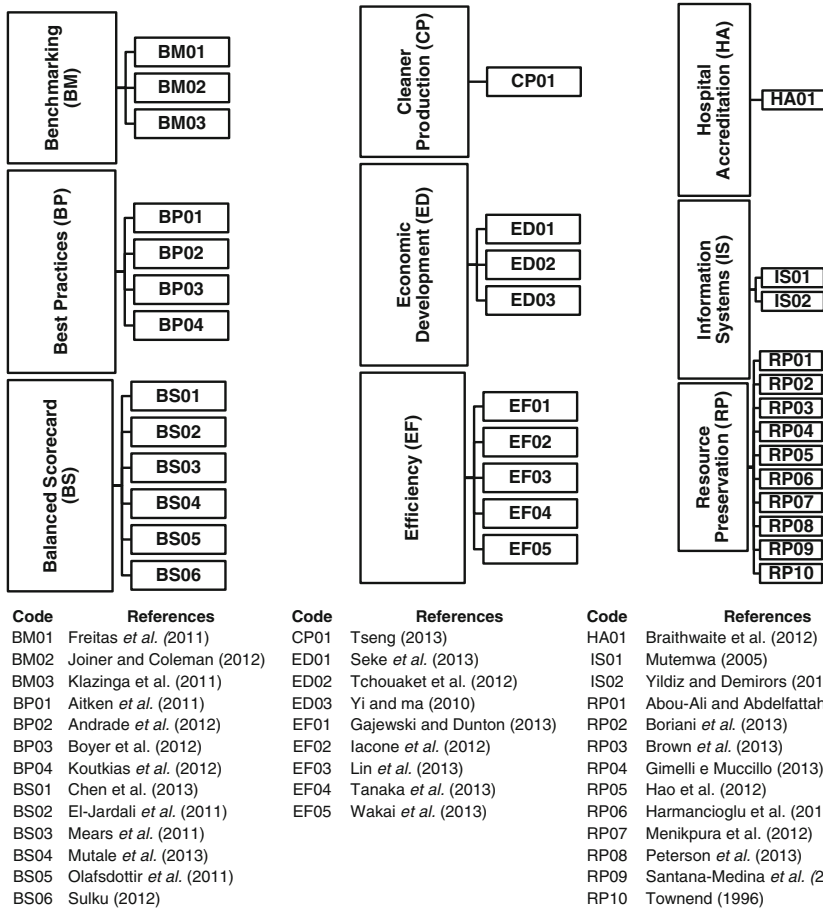 Benchmarking
(BM)
BM01
BM02
BM03
Best Practices (BP)
BP01
BP02
BP03
BP04
Balanced Scorecard
(BS)
BS01
BS02
BS03
BS04
BS05
BS06
Cleaner
Production (CP)
CP01
Economic
Development (ED)
ED01
ED02
ED03
Efficiency (EF)
EF01
EF02
EF03
EF04
EF05
Hospital
Accreditation (HA)
HA01
Information
Systems (IS)
IS01
IS02
Resource
Preservation (RP)
RP01
RP02
RP03
RP04
RP05
RP06
RP07
RP08
RP09
RP10
Code References
BM01 Freitas et al. (2011)
BM02 Joiner and Coleman (2012)
BM03 Klazinga et al. (2011)
BP01 Aitken et al. (2011)
BP02 Andrade et al. (2012)
BP03 Boyer et al. (2012)
BP04 Koutkias et al. (2012)
BS01 Chen et al. (2013)
BS02 El-Jardali et al. (2011)
BS03 Mears et al. (2011)
BS04 Mutale et al. (2013)
BS05 Olafsdottir et al. (2011)
BS06 Sulku (2012)
Code References
CP01 Tseng (2013)
ED01 Seke et al. (2013)
ED02 Tchouaket et al. (2012)
ED03 Yi and ma (2010)
EF01 Gajewski and Dunton (2013)
EF02 Iacone et al. (2012)
EF03 Lin et al. (2013)
EF04 Tanaka et al. (2013)
EF05 Wakai et al. (2013)
Code References
HA01 Braithwaite et al. (2012)
IS01 Mutemwa (2005)
IS02 Yildiz and Demirors (201
RP01 Abou-Ali and Abdelfattah
RP02 Boriani et al. (2013)
RP03 Brown et al. (2013)
RP04 Gimelli e Muccillo (2013)
RP05 Hao et al. (2012)
RP06 Harmancioglu et al. (201
RP07 Menikpura et al. (2012)
RP08 Peterson et al. (2013)
RP09 Santana-Medina et al. (2
RP10 Townend (1996)